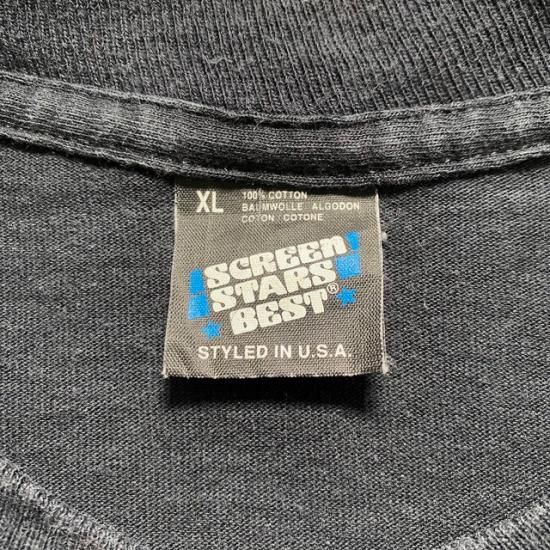 XL
100% COTTON
BAUMWOLLE ALGODON
COTON / COTONE
SCREEN
STARS
BEST®
STYLED IN U.S.A.